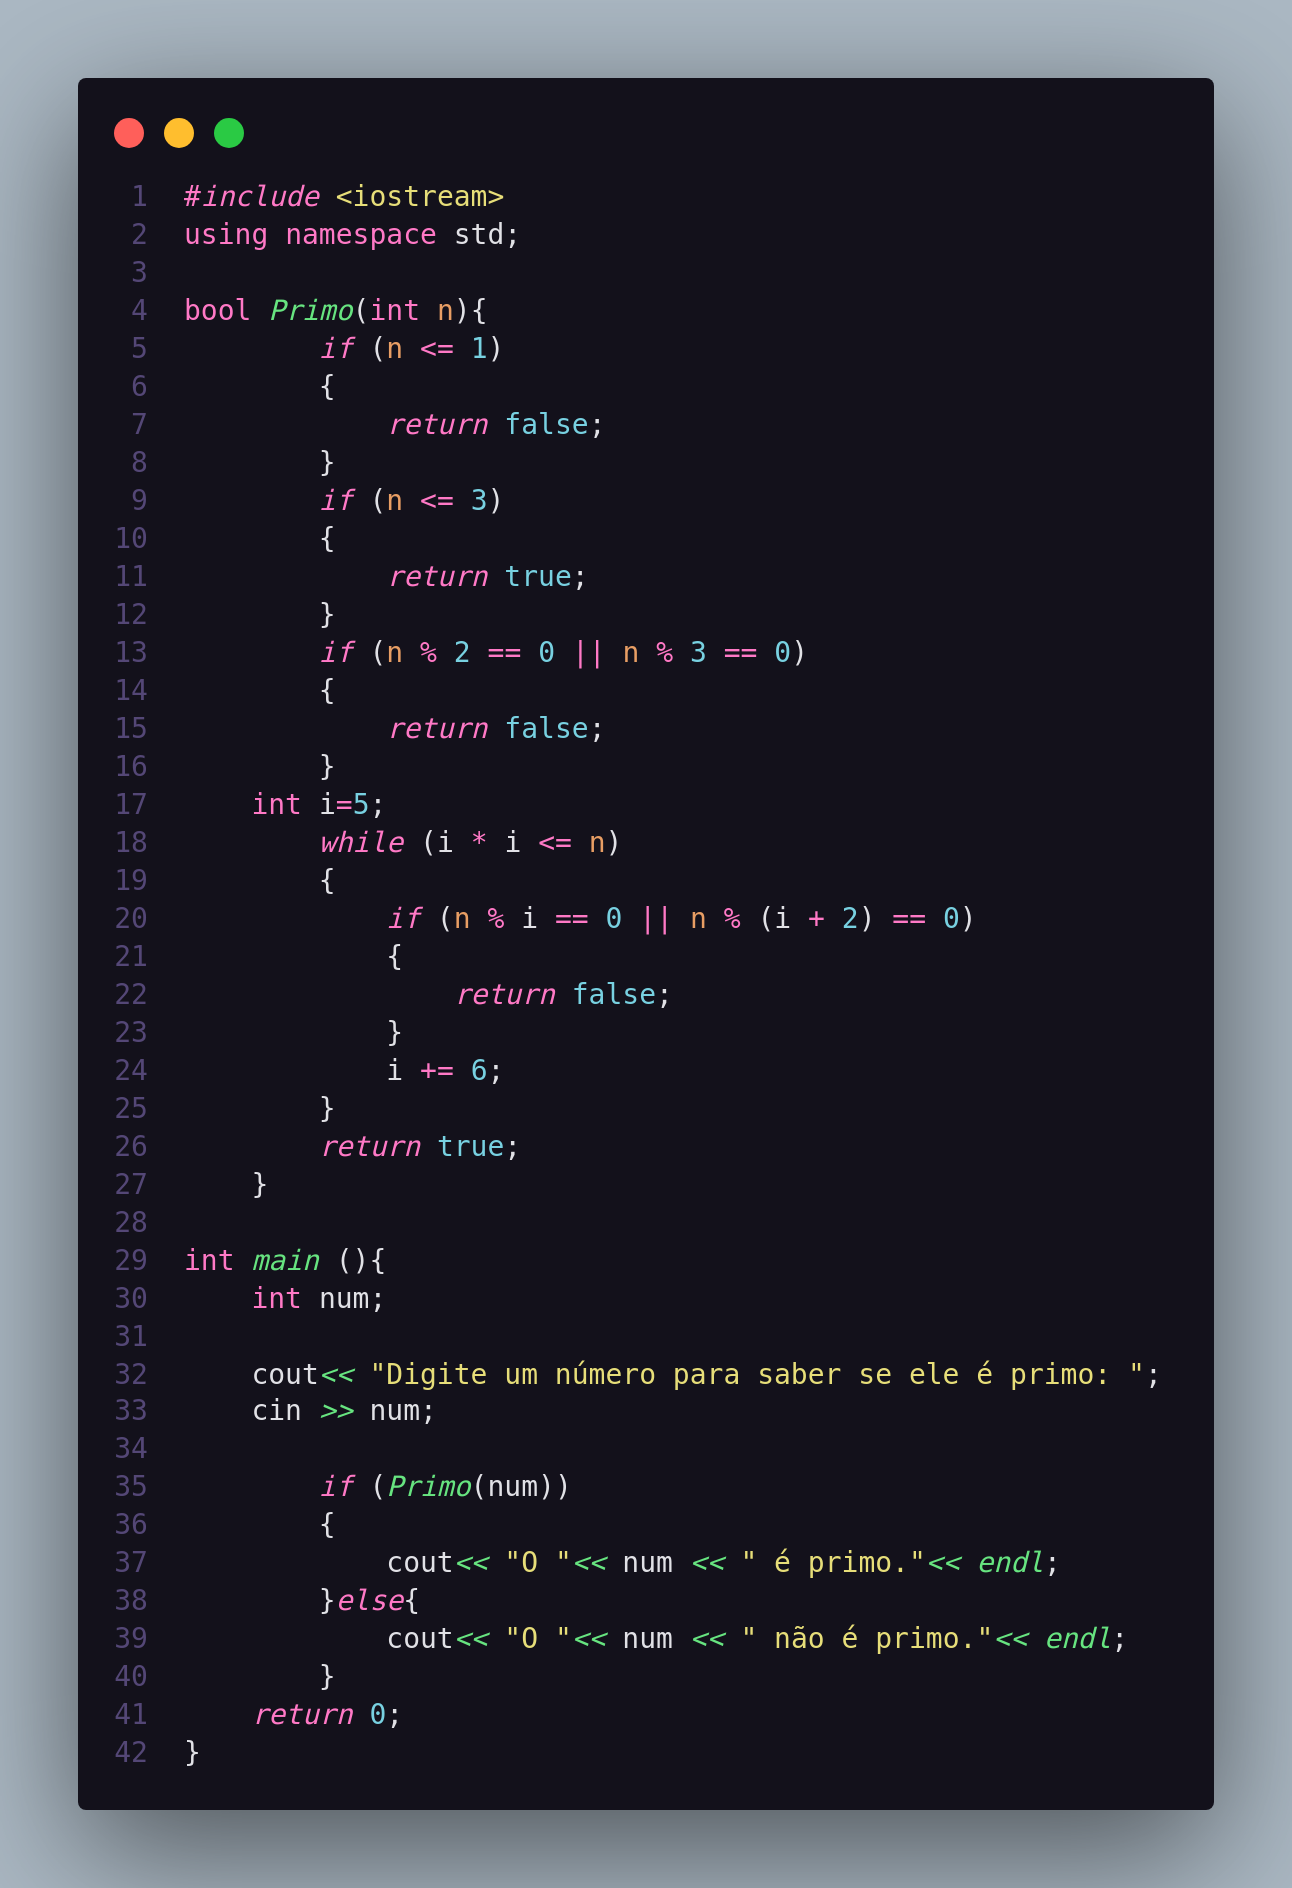 1 #include <iostream>
2 using namespace std;
3
4 bool Primo(int n){
5         if (n <= 1)
6         {
7             return false;
8         }
9         if (n <= 3)
10         {
11             return true;
12         }
13         if (n % 2 == 0 || n % 3 == 0)
14         {
15             return false;
16         }
17     int i=5;
18         while (i * i <= n)
19         {
20             if (n % i == 0 || n % (i + 2) == 0)
21             {
22                 return false;
23             }
24             i += 6;
25         }
26         return true;
27     }
28
29 int main (){
30     int num;
31
32     cout<< "Digite um número para saber se ele é primo: ";
33     cin >> num;
34
35         if (Primo(num))
36         {
37             cout<< "O "<< num << " é primo."<< endl;
38         }else{
39             cout<< "O "<< num << " não é primo."<< endl;
40         }
41     return 0;
42 }